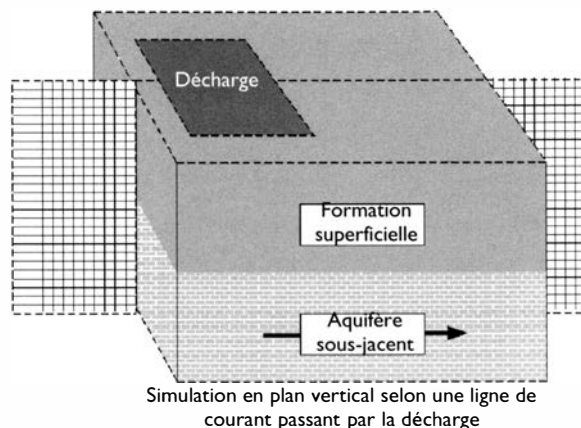 Décharge
Formation
superficielle
Aquifère
sous-jacent
Simulation en plan vertical selon une ligne de
courant passant par la décharge